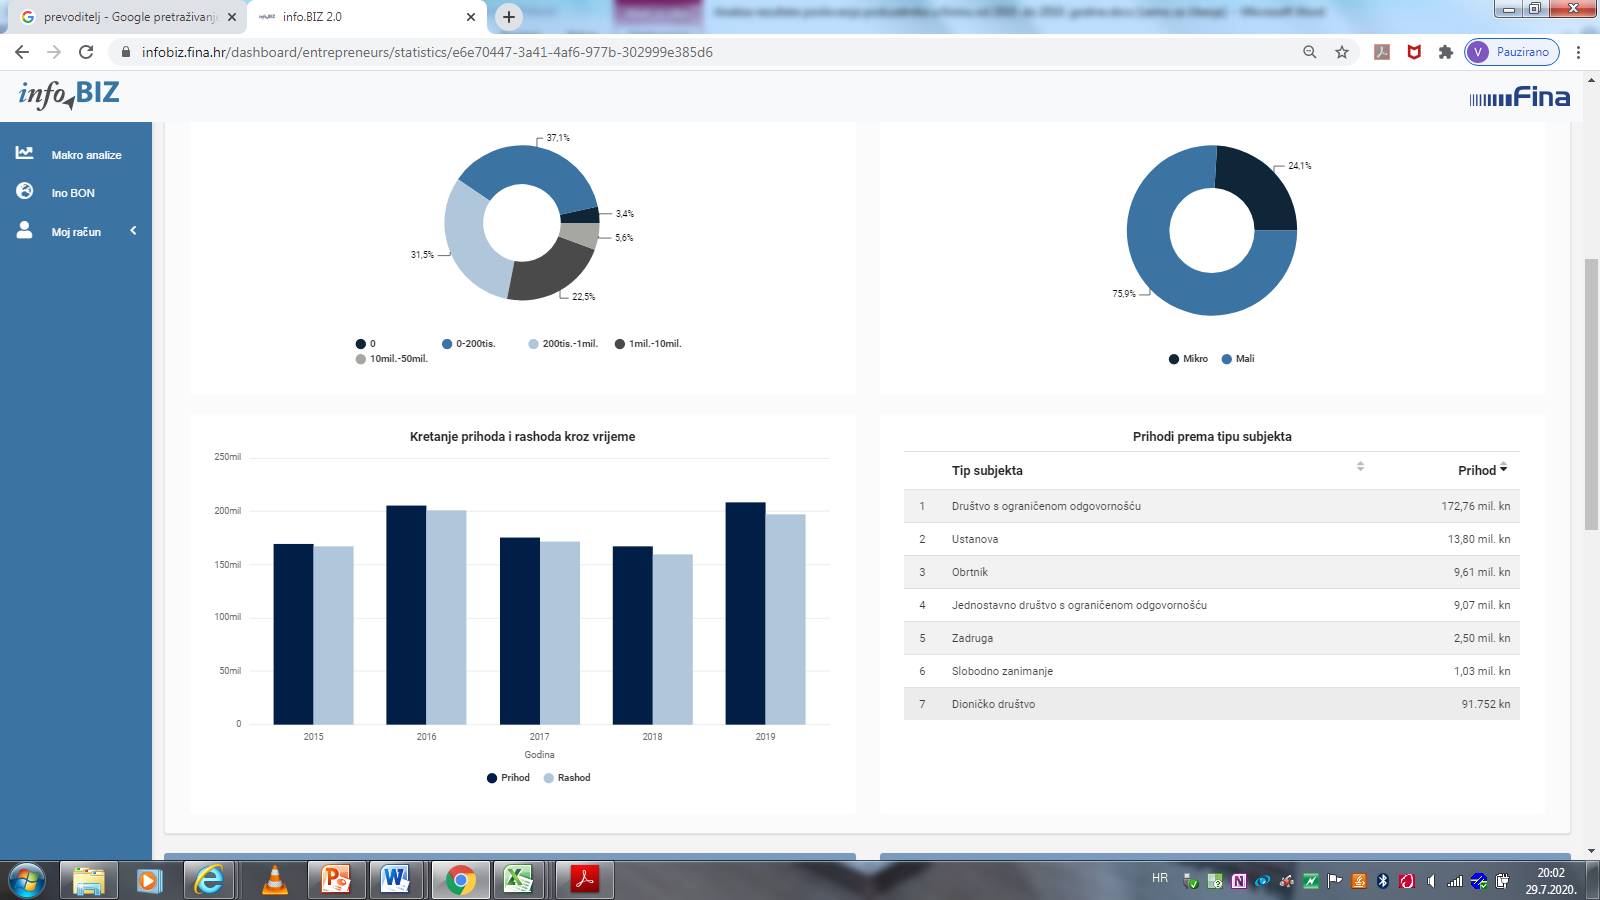 prevoditelj - Google pretraživanj
info.BIZ 2.0
infobiz.fina.hr/dashboard/entrepreneurs/statistics/e6e70447-3a41-4af6-977b-302999e385d6
V Pauzirano
info BIZ
Fina
Makro analize
Ino BON
Moj račun
37,1%
3,4%
5,6%
31,5%
22,5%
0
0-200tis.
200tis.-1mil.
1mil.-10mil.
10mil.-50mil.
24,1%
75,9%
Mikro
Mali
Kretanje prihoda i rashoda kroz vrijeme
250mil
200mil
150mil
100mil
50mil
0
2015 2016 2017 2018 2019
Godina
Prihod Rashod
Prihodi prema tipu subjekta
Tip subjekta Prihod
1 Društvo s ograničenom odgovornošću 172,76 mil. kn
2 Ustanova 13,80 mil. kn
3 Obrtnik 9,61 mil. kn
4 Jednostavno društvo s ograničenom odgovornošću 9,07 mil. kn
5 Zadruga 2,50 mil. kn
6 Slobodno zanimanje 1,03 mil. kn
7 Dioničko društvo 91.752 kn
HR
20:02
29.7.2020.